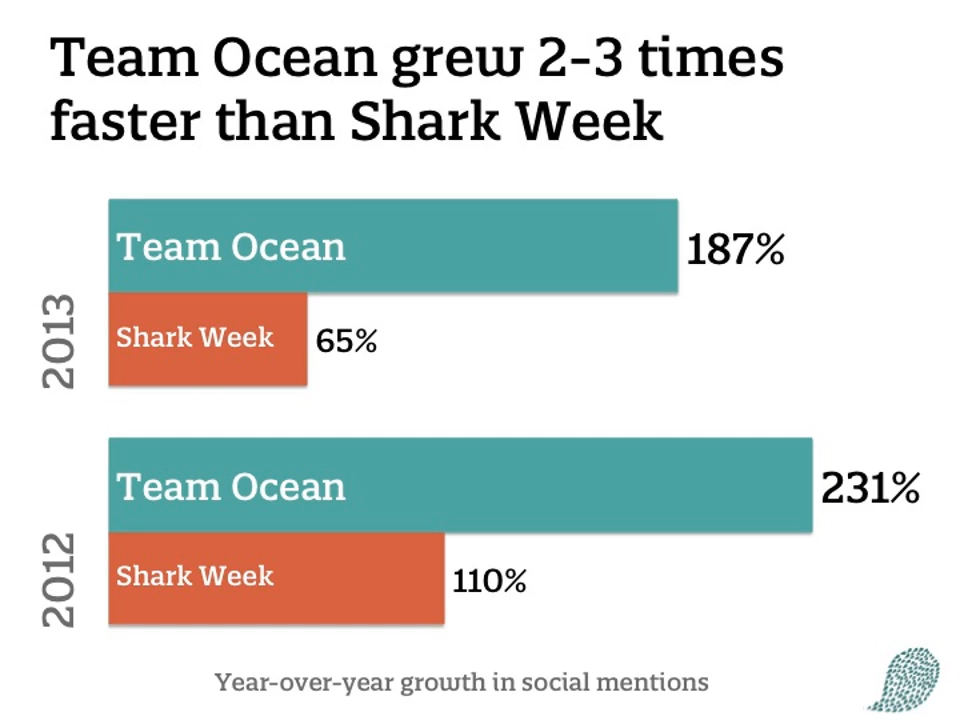 Team Ocean grew 2-3 times
faster than Shark Week
2013
Team Ocean 187%
Shark Week 65%
2012
Team Ocean 231%
Shark Week 110%
Year-over-year growth in social mentions